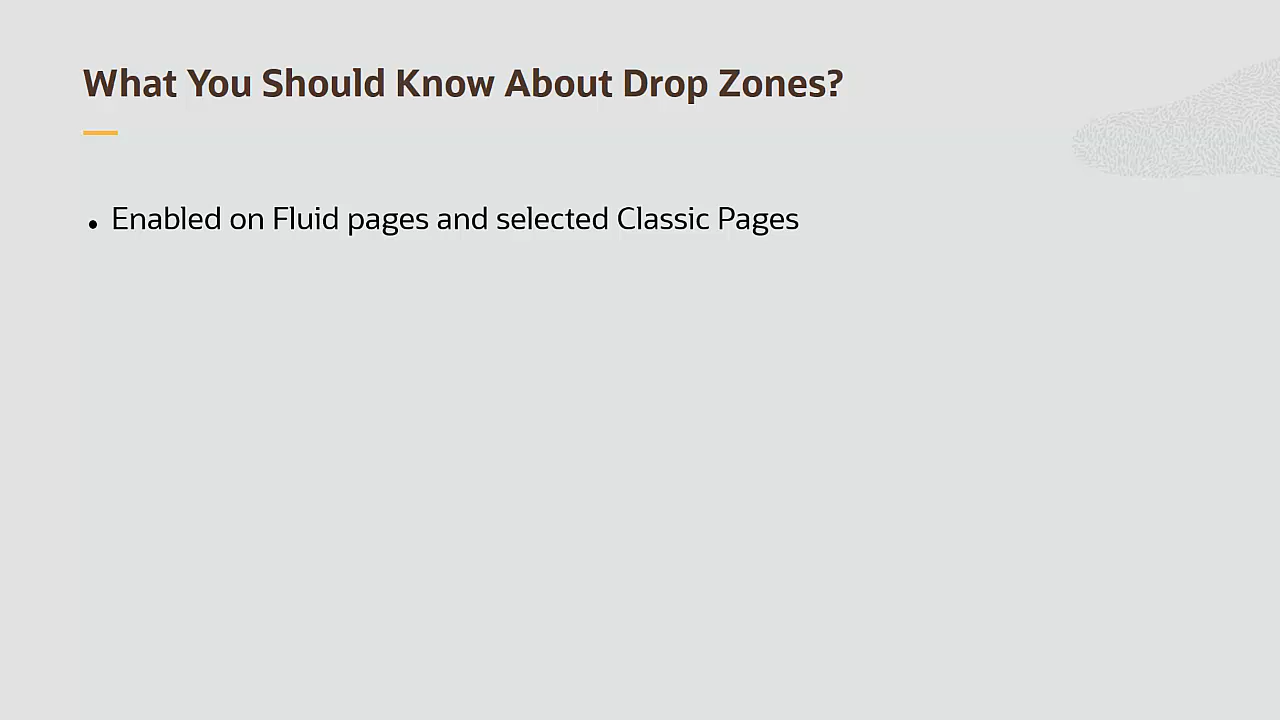 What You Should Know About Drop Zones?
• Enabled on Fluid pages and selected Classic Pages